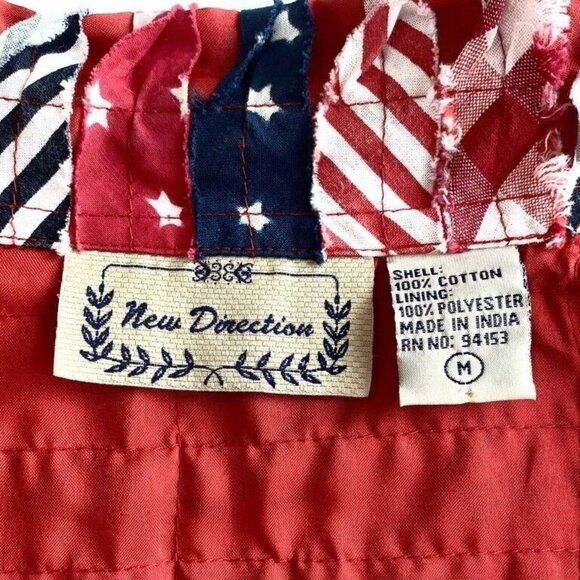 New Direction
SHELL:
100% COTTON
LINING:
100% POLYESTER
MADE IN INDIA
RN NO: 94153
M